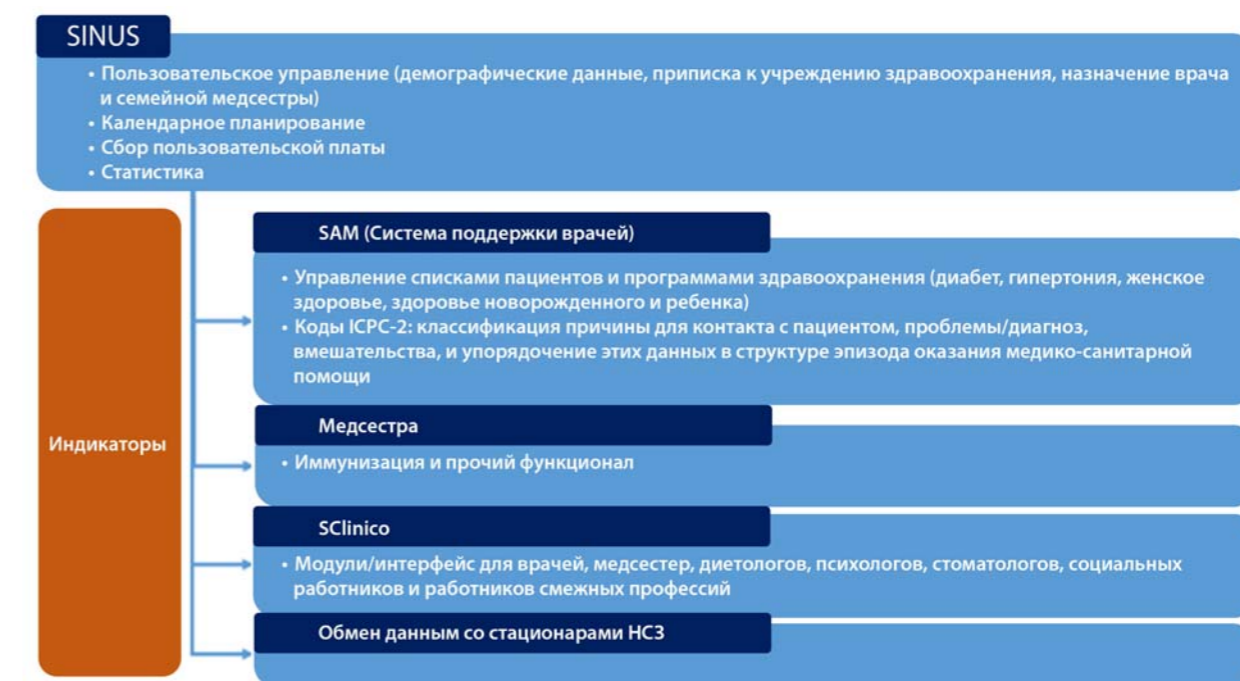 SINUS
• Пользовательское управление (демографические данные, приписка к учреждению здравоохранения, назначение врача
и семейной медсестры)
• Календарное планирование
• Сбор пользовательской платы
• Статистика
Индикаторы
SAM (Система поддержки врачей)
• Управление списками пациентов и программами здравоохранения (диабет, гипертония, женское
здоровье, здоровье новорожденного и ребенка)
• Коды ICPC-2: классификация причины для контакта с пациентом, проблемы/диагноз,
вмешательства, и упорядочение этих данных в структуре эпизода оказания медико-санитарной
помощи
Медсестра
• Иммунизация и прочий функционал
SClinico
• Модули/интерфейс для врачей, медсестер, диетологов, психологов, стоматологов, социальных
работников и работников смежных профессий
Обмен данным со стационарами НСЗ